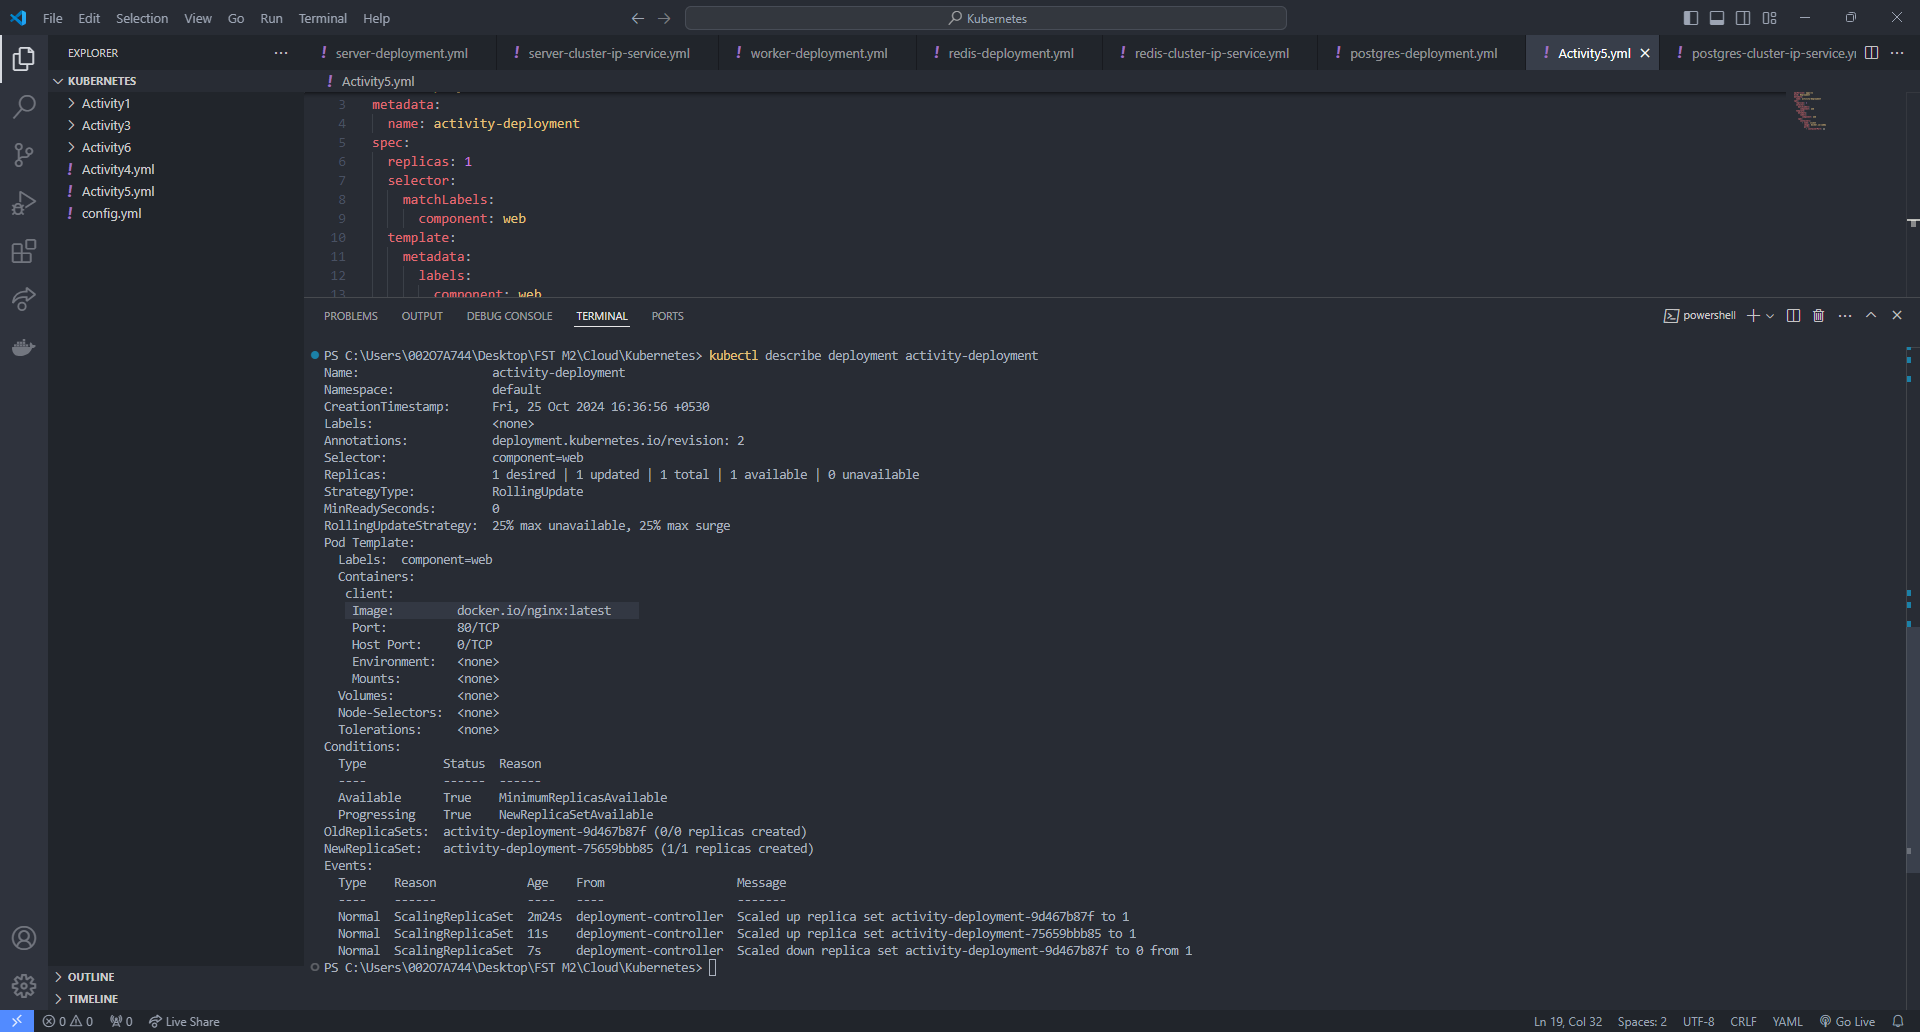 File Edit Selection View Go Run Terminal Help
Kubernetes
EXPLORER
server-deployment.yml server-cluster-ip-service.yml worker-deployment.yml redis-deployment.yml redis-cluster-ip-service.yml postgres-deployment.yml Activity5.yml postgres-cluster-ip-service.y
KUBERNETES
Activity1
Activity3
Activity6
Activity4.yml
Activity5.yml
config.yml
OUTLINE
TIMELINE
Activity5.yml
3 metadata:
4 name: activity-deployment
5 spec:
6 replicas: 1
7 selector:
8 matchLabels:
9 component: web
10 template:
11 metadata:
12 labels:
13 component: web
PROBLEMS OUTPUT DEBUG CONSOLE TERMINAL PORTS
powershell
PS C:\Users\002O7A744\Desktop\FST M2\Cloud\Kubernetes> kubectl describe deployment activity-deployment
Name: activity-deployment
Namespace: default
CreationTimestamp: Fri, 25 Oct 2024 16:36:56 +0530
Labels: <none>
Annotations: deployment.kubernetes.io/revision: 2
Selector: component=web
Replicas: 1 desired | 1 updated | 1 total | 1 available | 0 unavailable
StrategyType: RollingUpdate
MinReadySeconds: 0
RollingUpdateStrategy: 25% max unavailable, 25% max surge
Pod Template:
Labels: component=web
Containers:
client:
Image: docker.io/nginx:latest
Port: 80/TCP
Host Port: 0/TCP
Environment: <none>
Mounts: <none>
Volumes: <none>
Node-Selectors: <none>
Tolerations: <none>
Conditions:
Type Status Reason
---- ------ ------
Available True MinimumReplicasAvailable
Progressing True NewReplicaSetAvailable
OldReplicaSets: activity-deployment-9d467b87f (0/0 replicas created)
NewReplicaSet: activity-deployment-75659bbb85 (1/1 replicas created)
Events:
Type Reason Age From Message
---- ------ ---- ---- -------
Normal ScalingReplicaSet 2m24s deployment-controller Scaled up replica set activity-deployment-9d467b87f to 1
Normal ScalingReplicaSet 11s deployment-controller Scaled up replica set activity-deployment-75659bbb85 to 1
Normal ScalingReplicaSet 7s deployment-controller Scaled down replica set activity-deployment-9d467b87f to 0 from 1
PS C:\Users\002O7A744\Desktop\FST M2\Cloud\Kubernetes>
0 0 0 Live Share Ln 19, Col 32 Spaces: 2 UTF-8 CRLF YAML Go Live